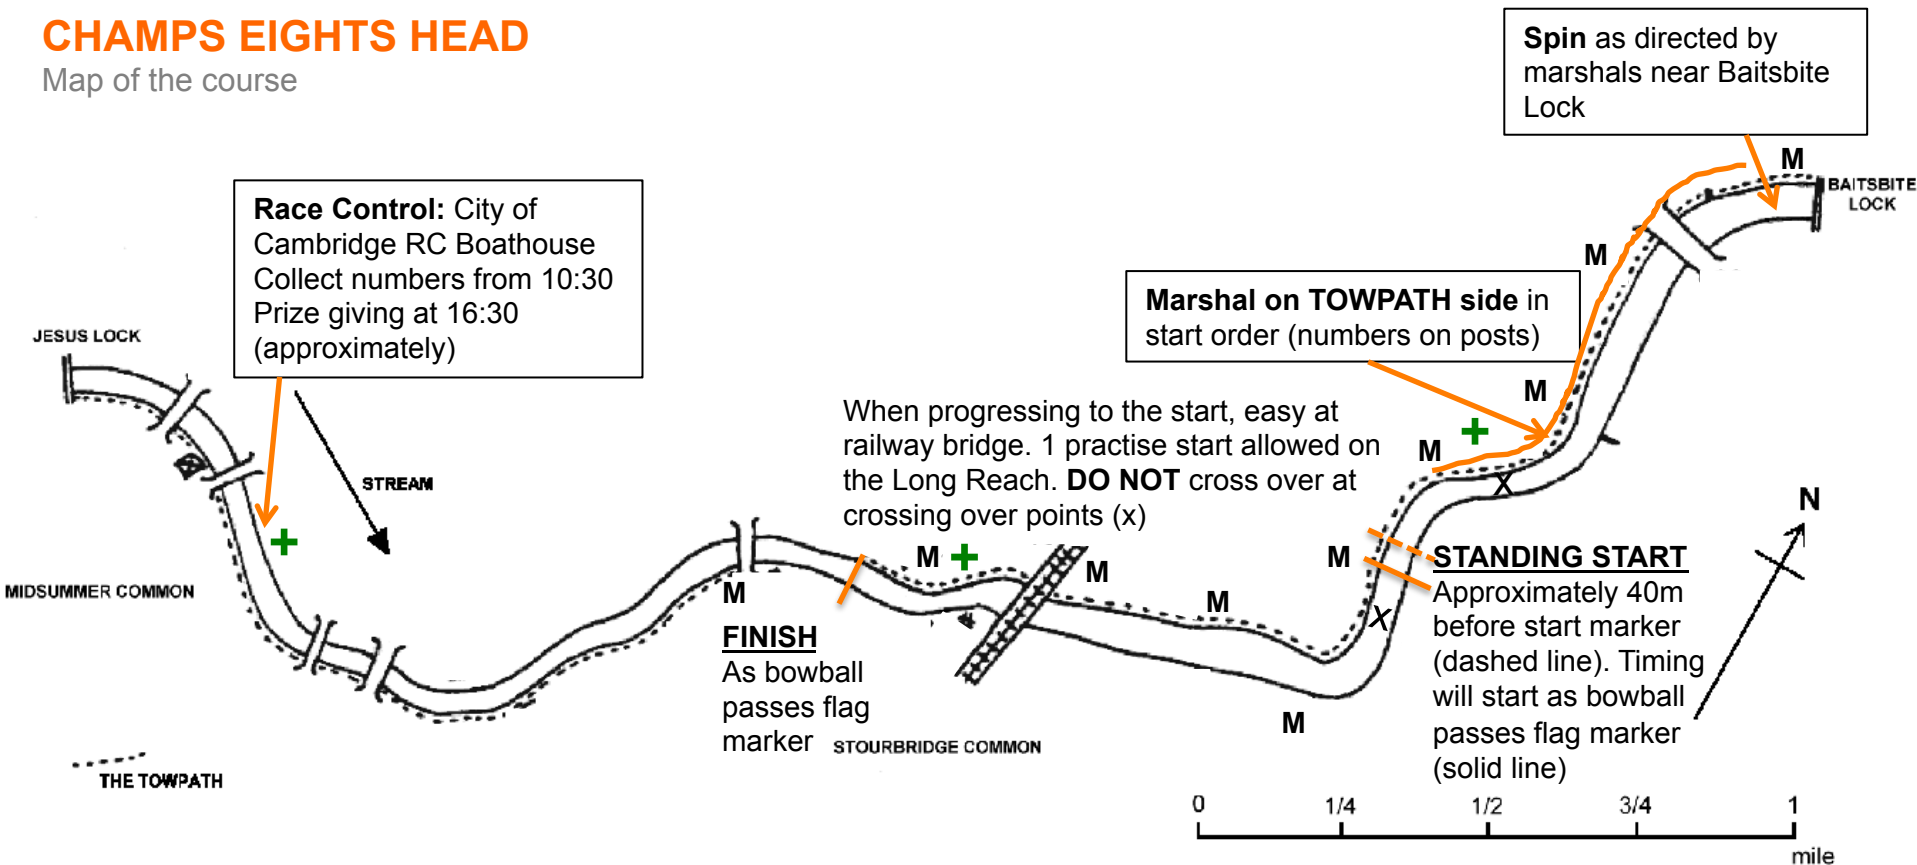 CHAMPS EIGHTS HEAD
Map of the course
Spin as directed by
marshals near Baitsbite
Lock
M
BAITSBITE
LOCK
Race Control: City of
Cambridge RC Boathouse
Collect numbers from 10:30
Prize giving at 16:30
(approximately)
M
Marshal on TOWPATH side in
start order (numbers on posts)
JESUS LOCK
M
When progressing to the start, easy at
railway bridge. 1 practise start allowed on
the Long Reach. DO NOT cross over at
crossing over points (x)
M
STREAM
X
N
M
M
M
STANDING START
Approximately 40m
before start marker
(dashed line). Timing
will start as bowball
passes flag marker
(solid line)
MIDSUMMER COMMON
M
M
X
FINISH
As bowball
passes flag
marker
M
STOURBRIDGE COMMON
THE TOWPATH
0 1/4 1/2 3/4 1
mile